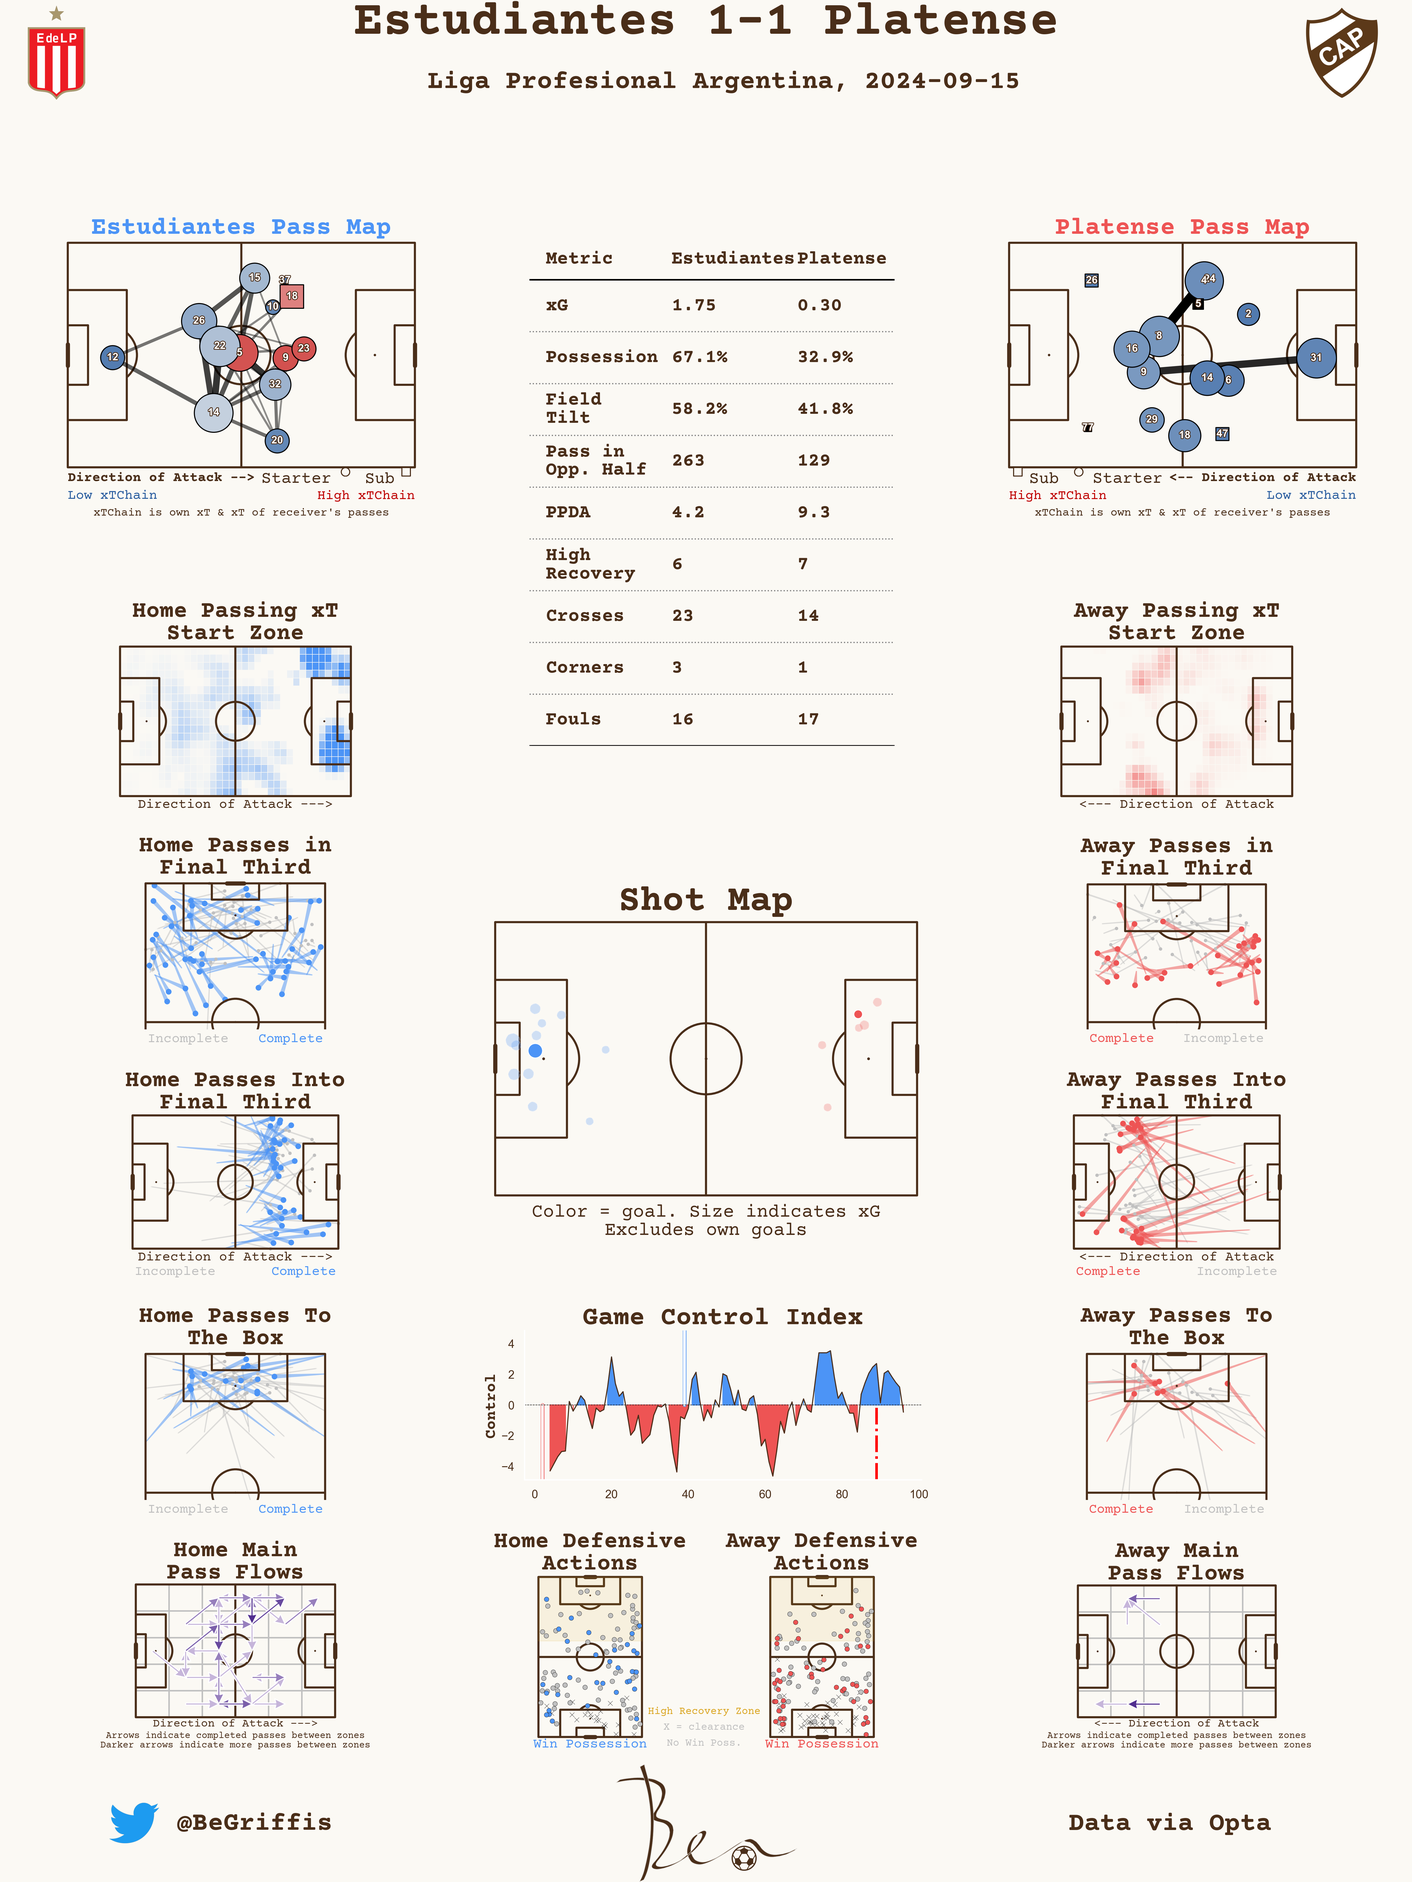 Estudiantes 1-1 Platense
Liga Profesional Argentina, 2024-09-15
EdeLP
CAP
Estudiantes Pass Map
15
37
18
10
26
22
5
9
23
12
32
14
20
Direction of Attack --> Starter Sub
Low xTChain High xTChain
xTChain is own xT & xT of receiver's passes
Metric Estudiantes Platense
xG 1.75 0.30
Possession 67.1% 32.9%
Field
Tilt 58.2% 41.8%
Pass in
Opp. Half 263 129
PPDA 4.2 9.3
High
Recovery 6 7
Crosses 23 14
Corners 3 1
Fouls 16 17
Platense Pass Map
26
4
5
2
8
16
9
31
14
6
29
18
77
47
Sub Starter <-- Direction of Attack
High xTChain Low xTChain
xTChain is own xT & xT of receiver's passes
Home Passing xT
Start Zone
Direction of Attack --->
Away Passing xT
Start Zone
<--- Direction of Attack
Home Passes in
Final Third
Incomplete Complete
Away Passes in
Final Third
Complete Incomplete
Shot Map
Color = goal. Size indicates xG
Excludes own goals
Home Passes Into
Final Third
Direction of Attack --->
Incomplete Complete
Away Passes Into
Final Third
<--- Direction of Attack
Complete Incomplete
Home Passes To
The Box
Incomplete Complete
Game Control Index
Control
4
2
0
−2
−4
0 20 40 60 80 100
Away Passes To
The Box
Complete Incomplete
Home Main
Pass Flows
Direction of Attack --->
Arrows indicate completed passes between zones
Darker arrows indicate more passes between zones
Home Defensive
Actions
Win Possession
High Recovery Zone
X = clearance
No Win Poss.
Away Defensive
Actions
Win Possession
Away Main
Pass Flows
<--- Direction of Attack
Arrows indicate completed passes between zones
Darker arrows indicate more passes between zones
@BeGriffis
Ben
Data via Opta